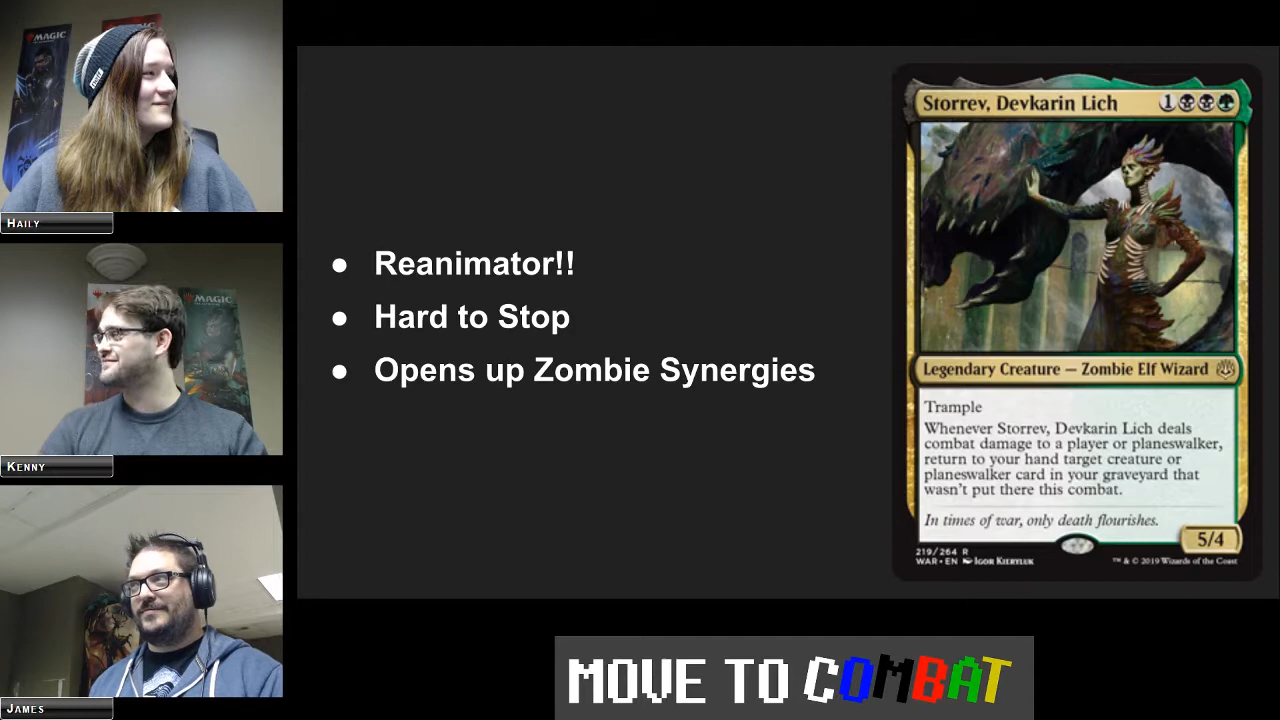 MAGIC
Haily
MAGIC
Kenny
James
Reanimator!!
Hard to Stop
Opens up Zombie Synergies
Storrev, Devkarin Lich 1
Legendary Creature — Zombie Elf Wizard
Trample
Whenever Storrev, Devkarin Lich deals
combat damage to a player or planeswalker,
return to your hand target creature or
planeswalker card in your graveyard that
wasn't put there this combat.
In times of war, only death flourishes.
5/4
219/264 R
WAR • EN Igor Kieryluk
™ & © 2019 Wizards of the Coast
MOVE TO COMBAT